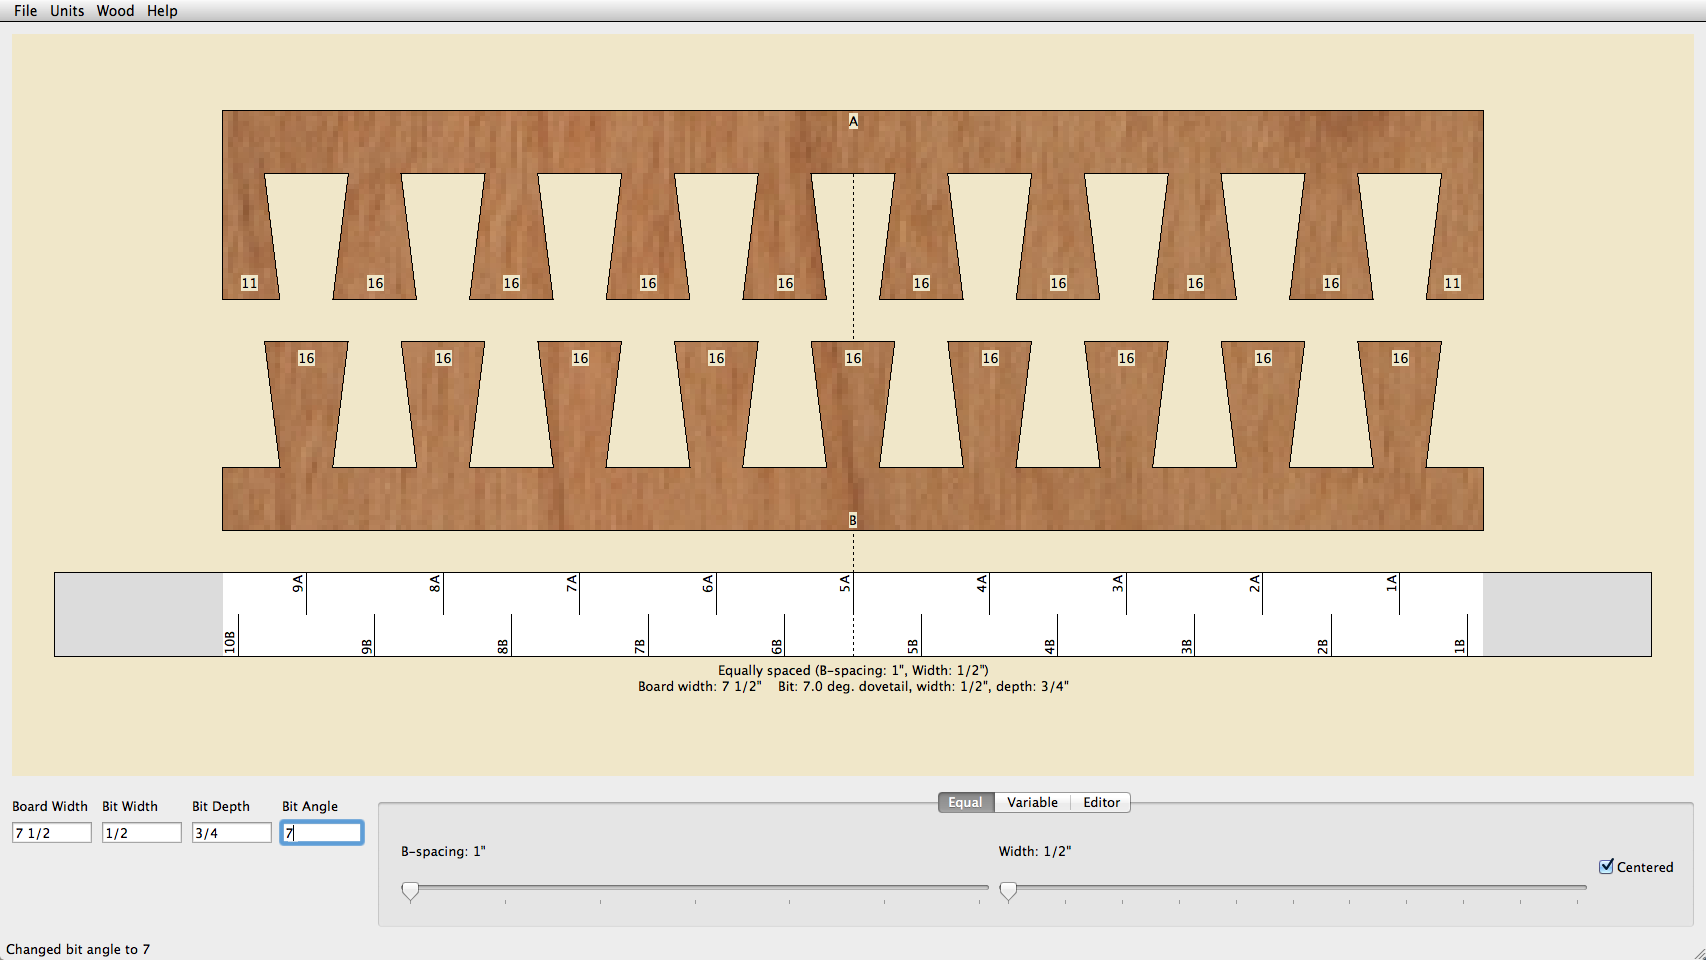 File Units Wood Help
A
11 16 16 16 16 16 16 16 16 11
16 16 16 16 16 16 16 16 16
B
9A 8A 7A 6A 5A 4A 3A 2A 1A
10B 9B 8B 7B 6B 5B 4B 3B 2B 1B
Equally spaced (B-spacing: 1", Width: 1/2")
Board width: 7 1/2" Bit: 7.0 deg. dovetail, width: 1/2", depth: 3/4"
Equal Variable Editor
Board Width Bit Width Bit Depth Bit Angle
7 1/2 1/2 3/4 7
B-spacing: 1" Width: 1/2"
Centered
Changed bit angle to 7